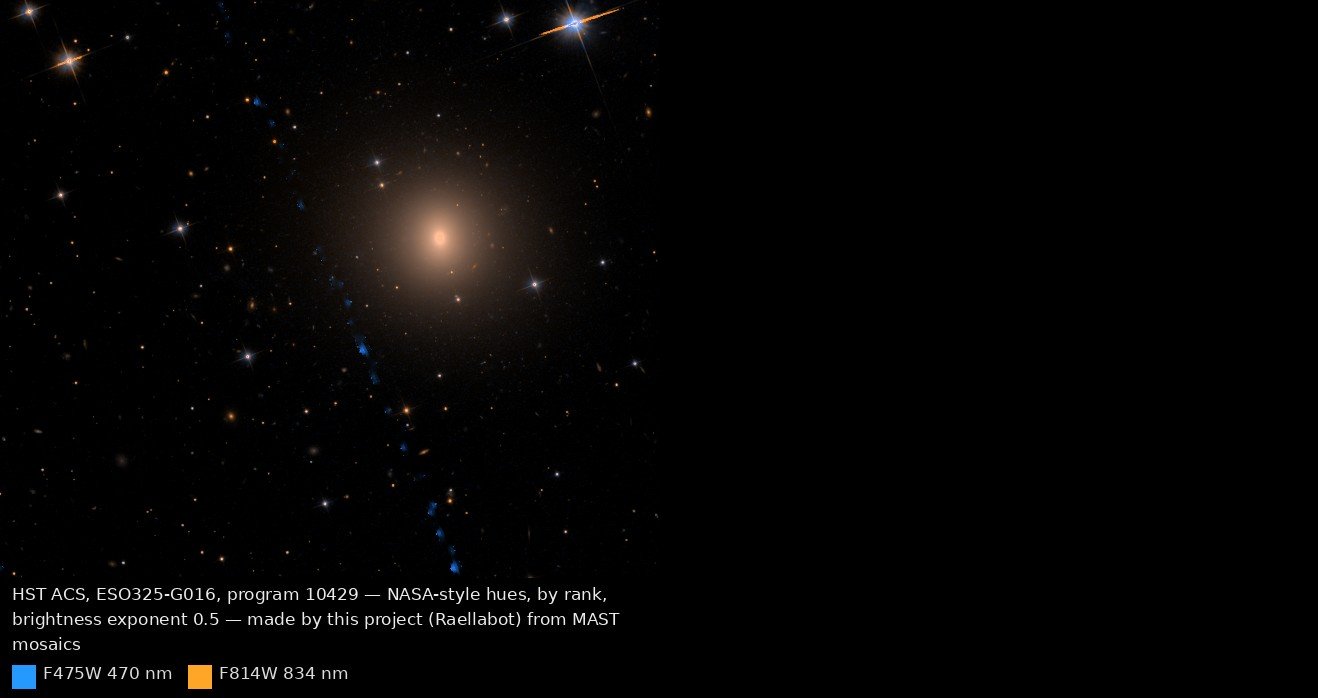 HST ACS, ESO325-G016, program 10429 — NASA-style hues, by rank,
brightness exponent 0.5 — made by this project (Raellabot) from MAST
mosaics
F475W 470 nm F814W 834 nm